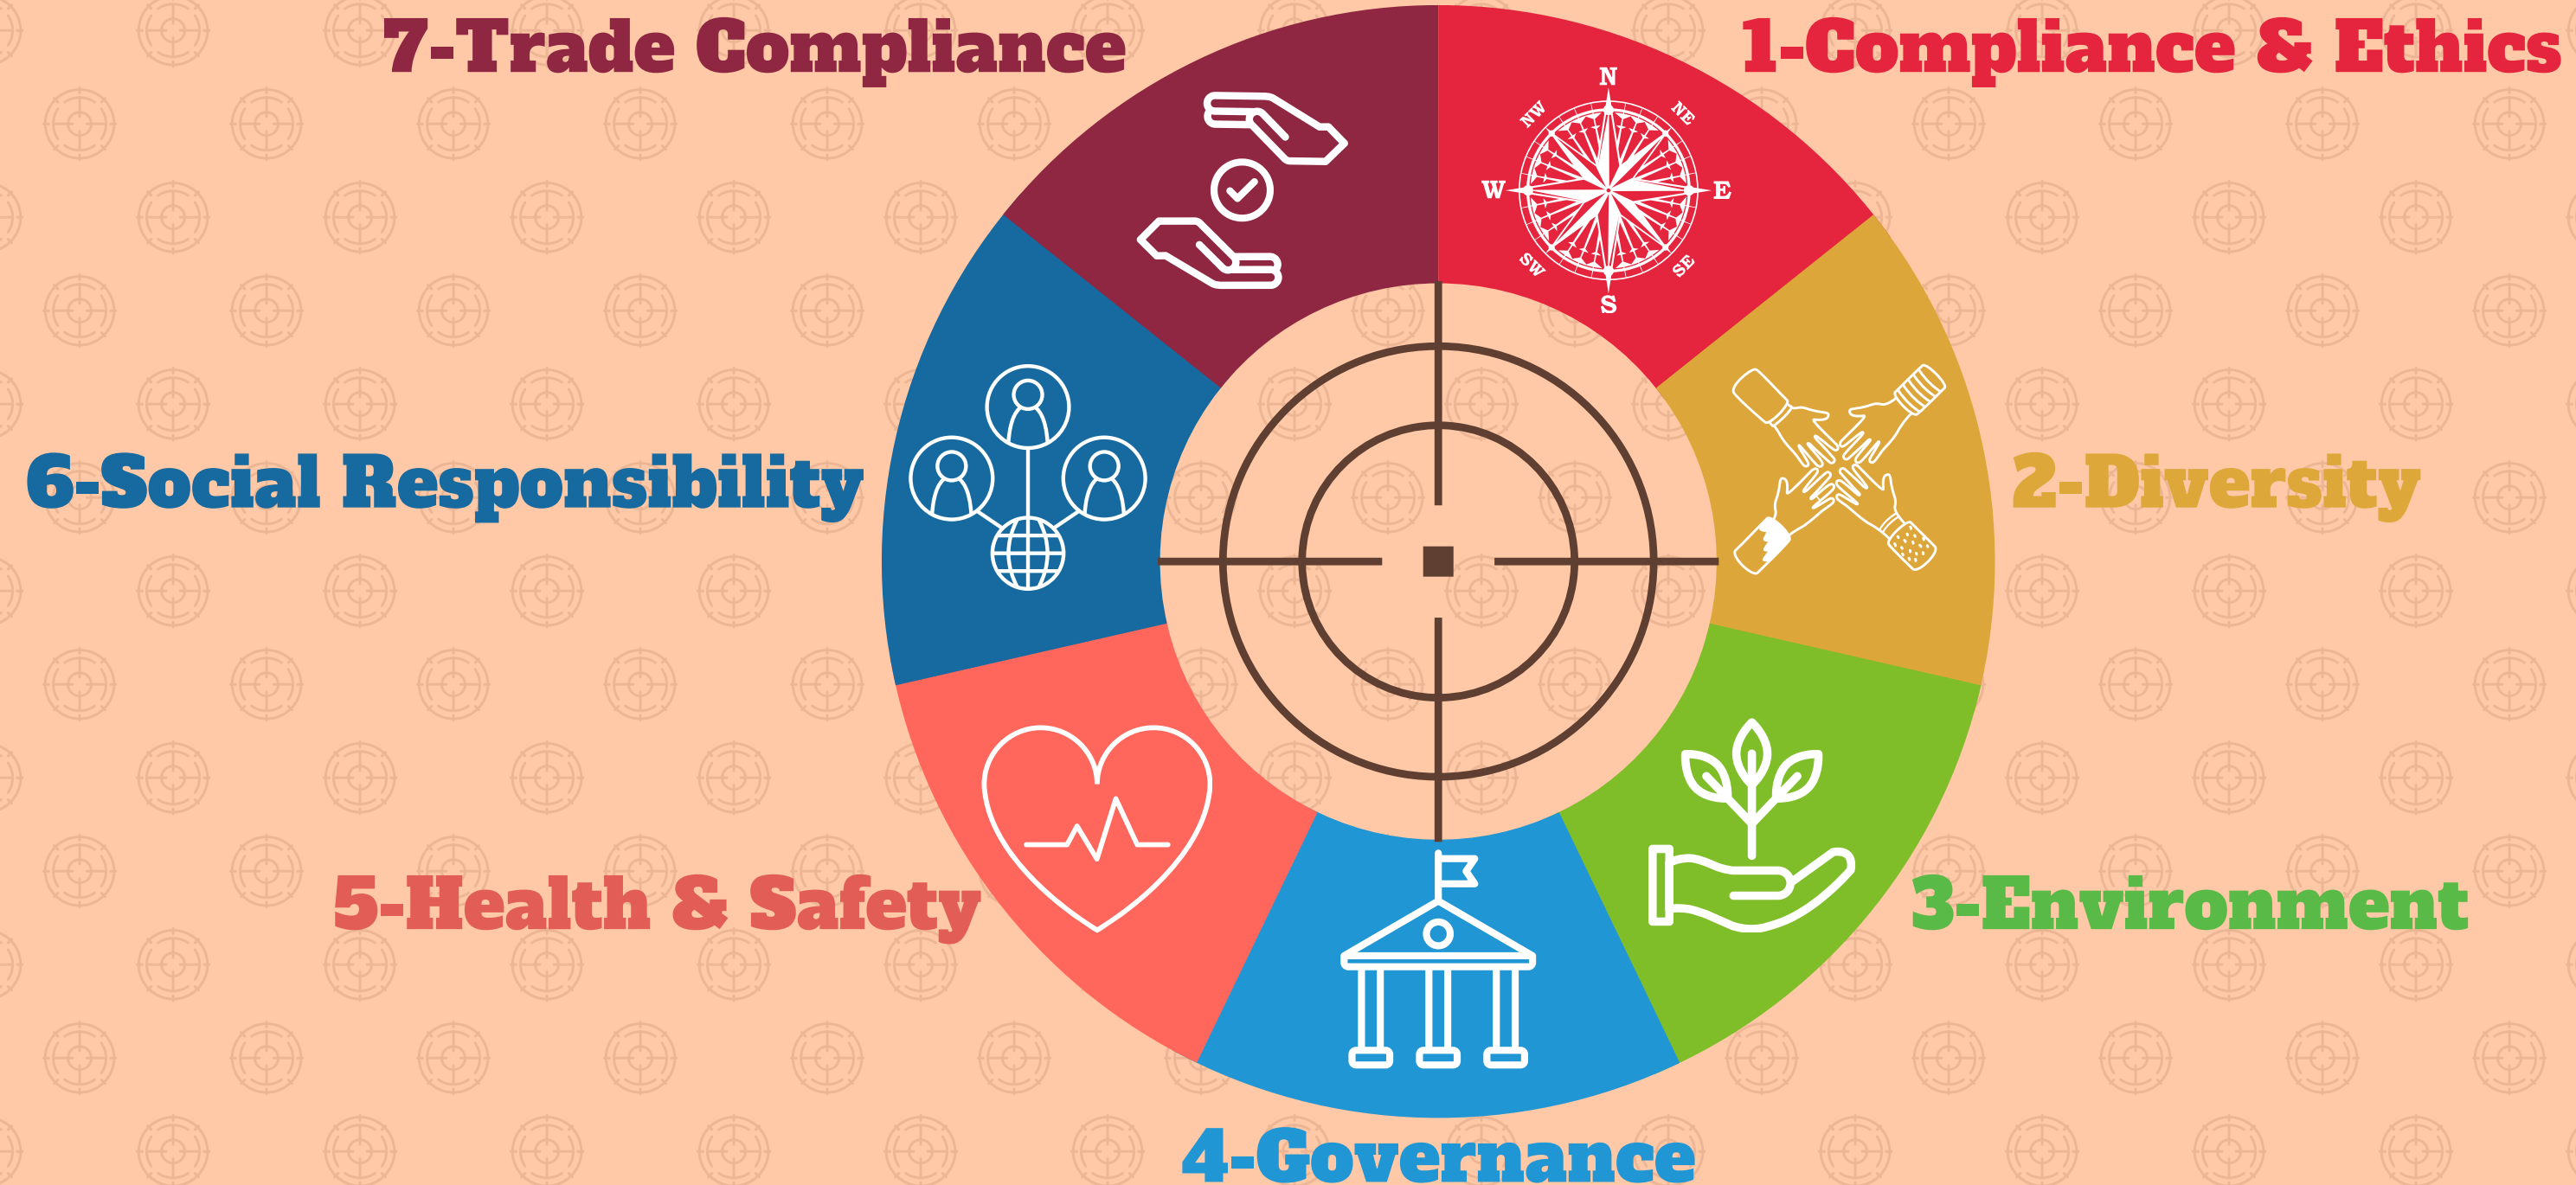 7-Trade Compliance
1-Compliance & Ethics
N
NW
NE
W
E
SW
SE
S
6-Social Responsibility
2-Diversity
5-Health & Safety
3-Environment
4-Governance